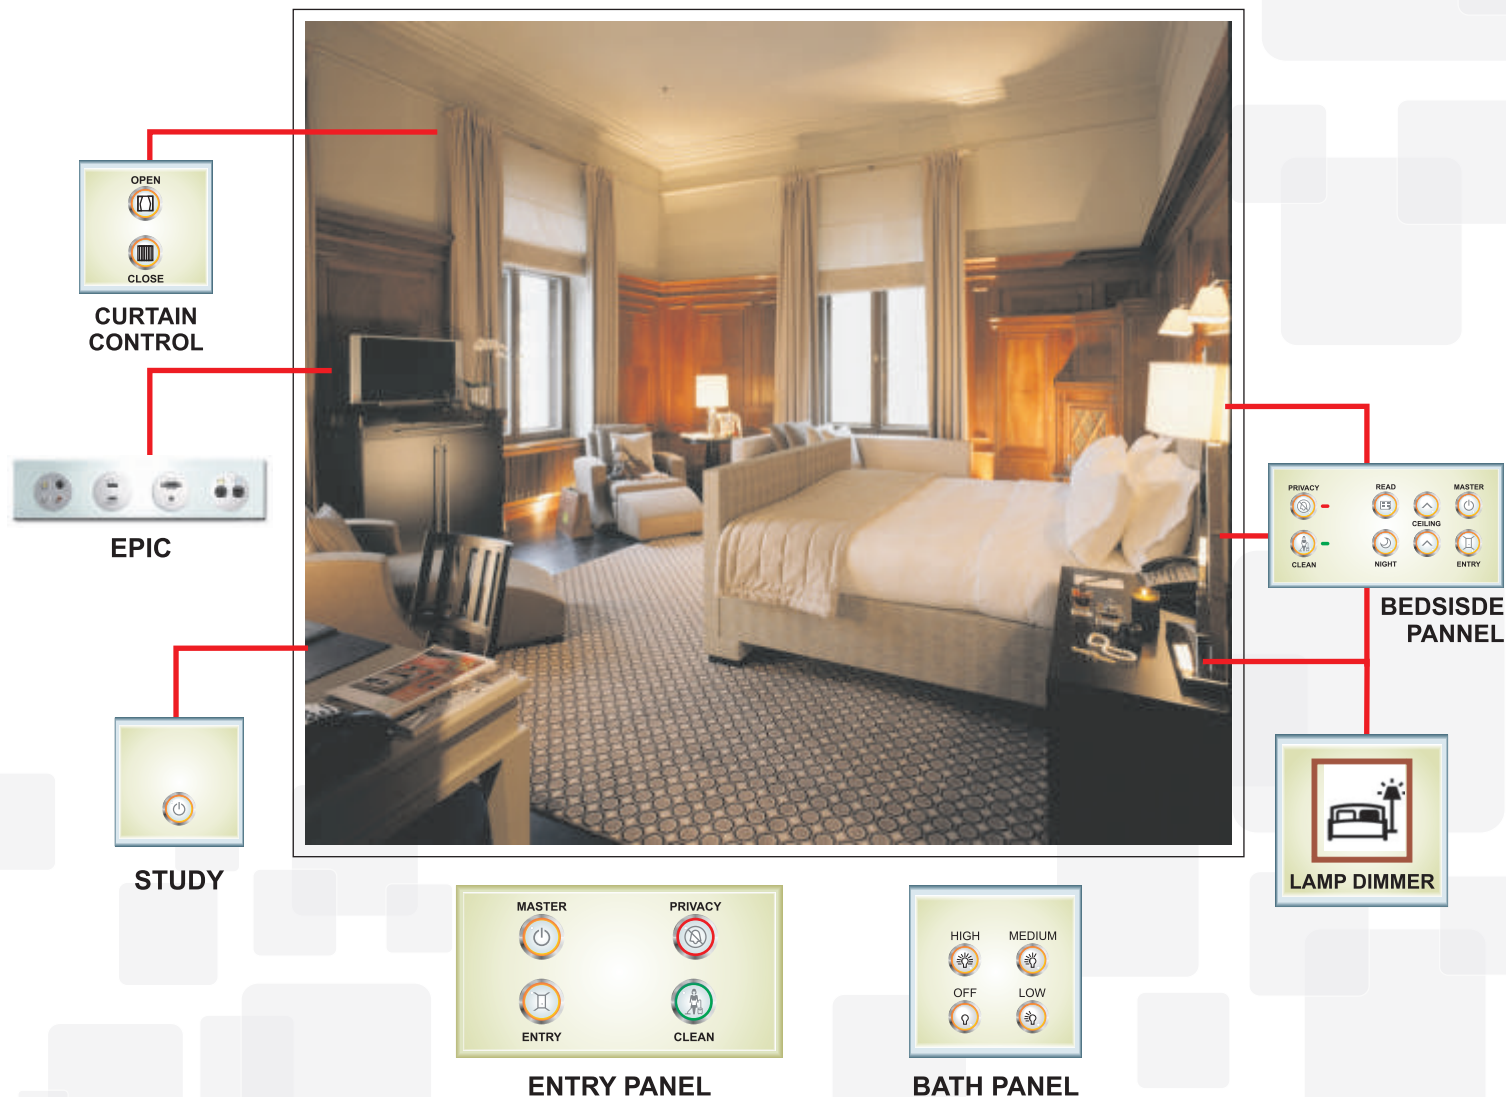 OPEN
CLOSE
CURTAIN
CONTROL
EPIC
STUDY
PRIVACY
READ
MASTER
CEILING
CLEAN
NIGHT
ENTRY
BEDSISDE
PANNEL
LAMP DIMMER
MASTER
PRIVACY
ENTRY
CLEAN
ENTRY PANEL
HIGH
MEDIUM
OFF
LOW
BATH PANEL